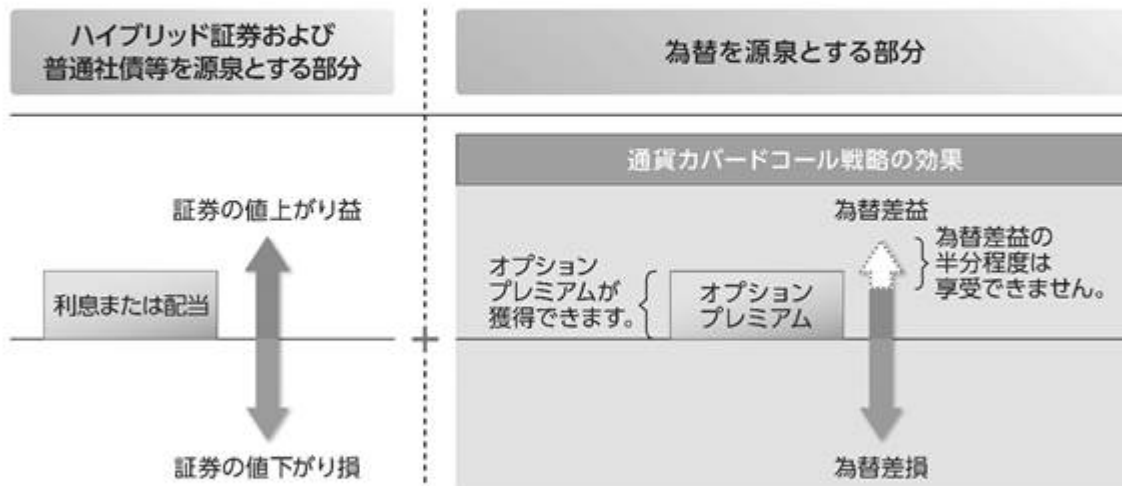 ハイブリッド証券および
普通社債等を源泉とする部分
為替を源泉とする部分
通貨カバードコール戦略の効果
証券の値上がり益
利息または配当
証券の値下がり損
+
為替差益
為替差益の
半分程度は
享受できません。
オプション
プレミアムが
獲得できます。
オプション
プレミアム
為替差損